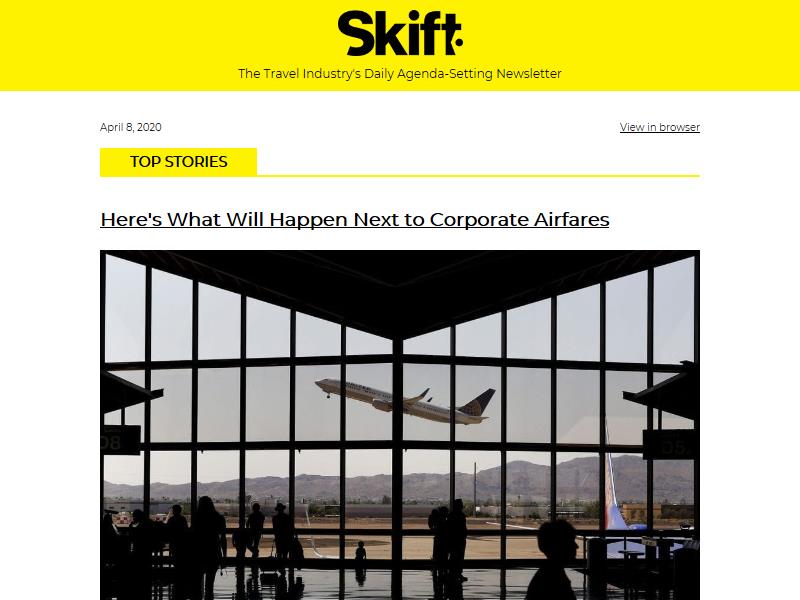 Skift
The Travel Industry's Daily Agenda-Setting Newsletter
April 8, 2020
View in browser
TOP STORIES
Here's What Will Happen Next to Corporate Airfares
D8
D5